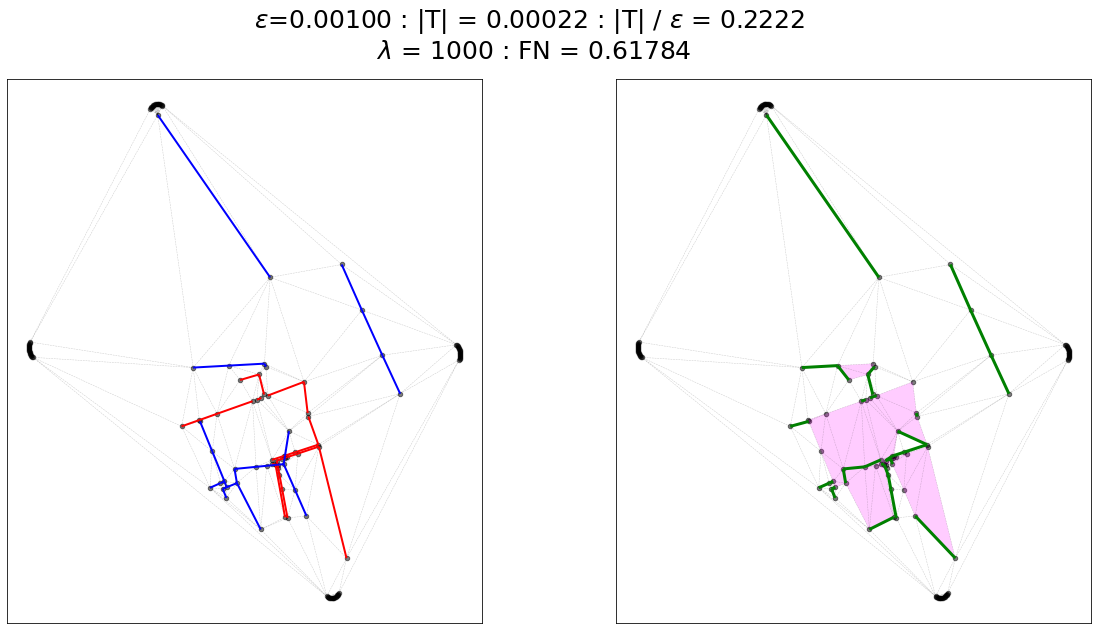 ε=0.00100 : |T| = 0.00022 : |T| / ε = 0.2222
λ = 1000 : FN = 0.61784